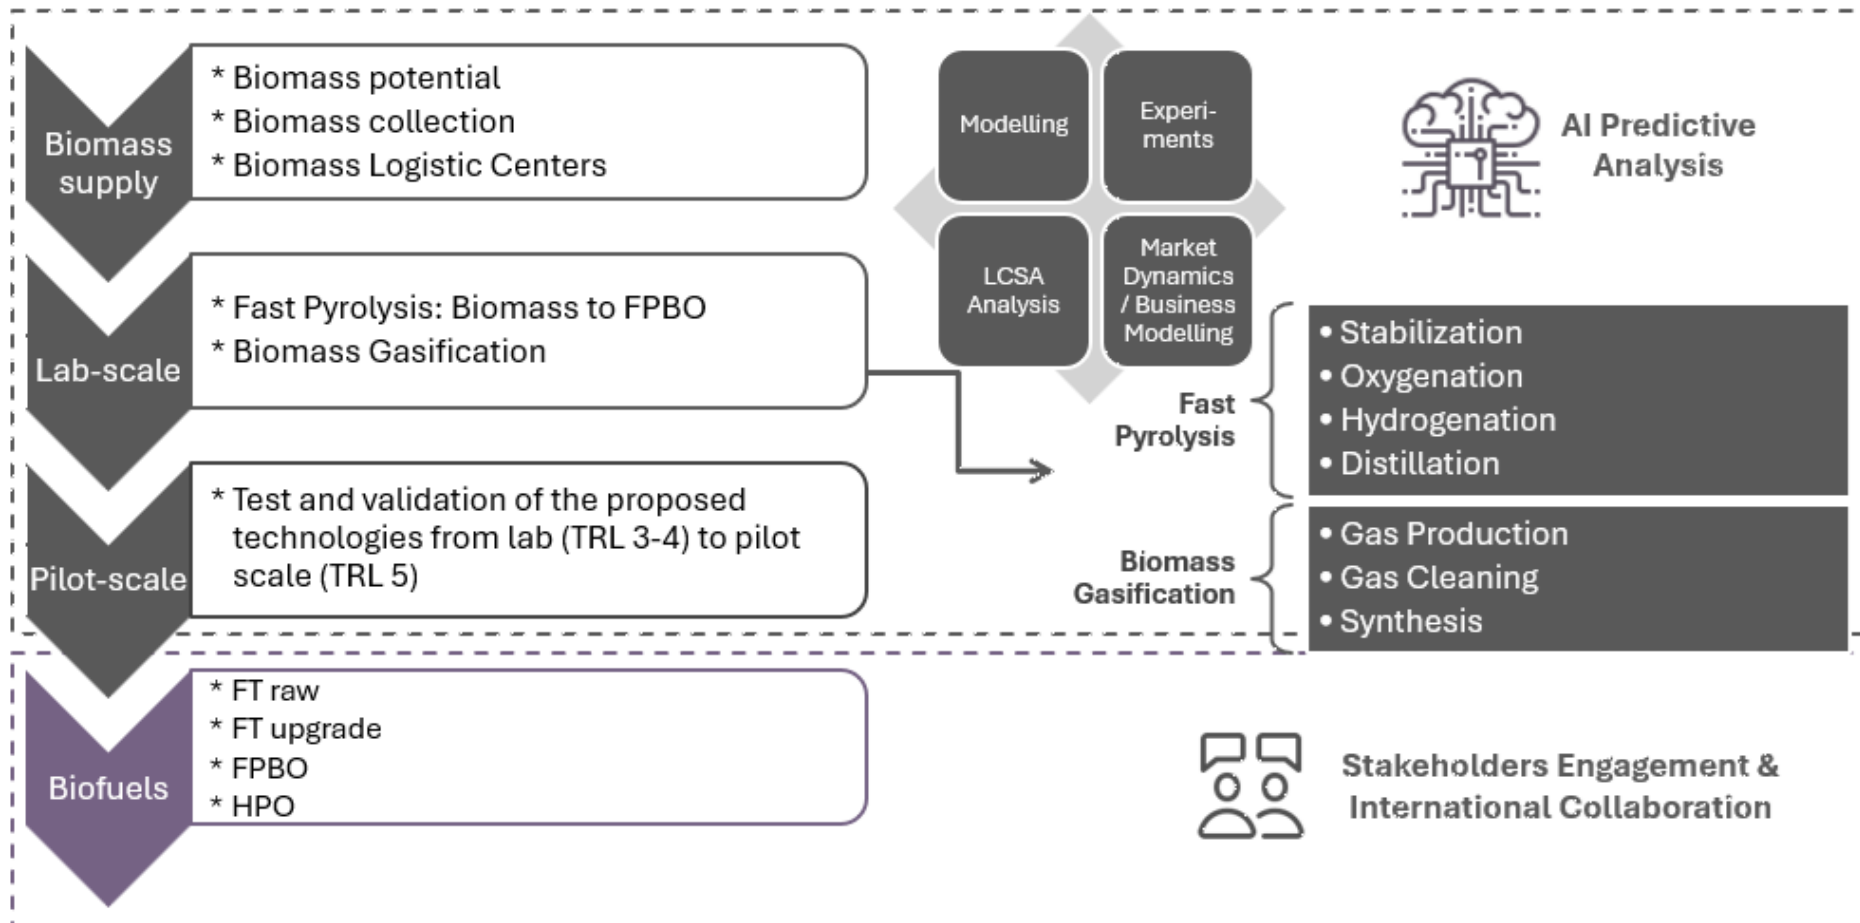 Biomass
supply
* Biomass potential
* Biomass collection
* Biomass Logistic Centers
Lab-scale
* Fast Pyrolysis: Biomass to FPBO
* Biomass Gasification
Pilot-scale
* Test and validation of the proposed
technologies from lab (TRL 3-4) to pilot
scale (TRL 5)
Biofuels
* FT raw
* FT upgrade
* FPBO
* HPO
Modelling
Experi-
ments
LCSA
Analysis
Market
Dynamics
/ Business
Modelling
AI Predictive
Analysis
Fast
Pyrolysis
• Stabilization
• Oxygenation
• Hydrogenation
• Distillation
Biomass
Gasification
• Gas Production
• Gas Cleaning
• Synthesis
Stakeholders Engagement &
International Collaboration